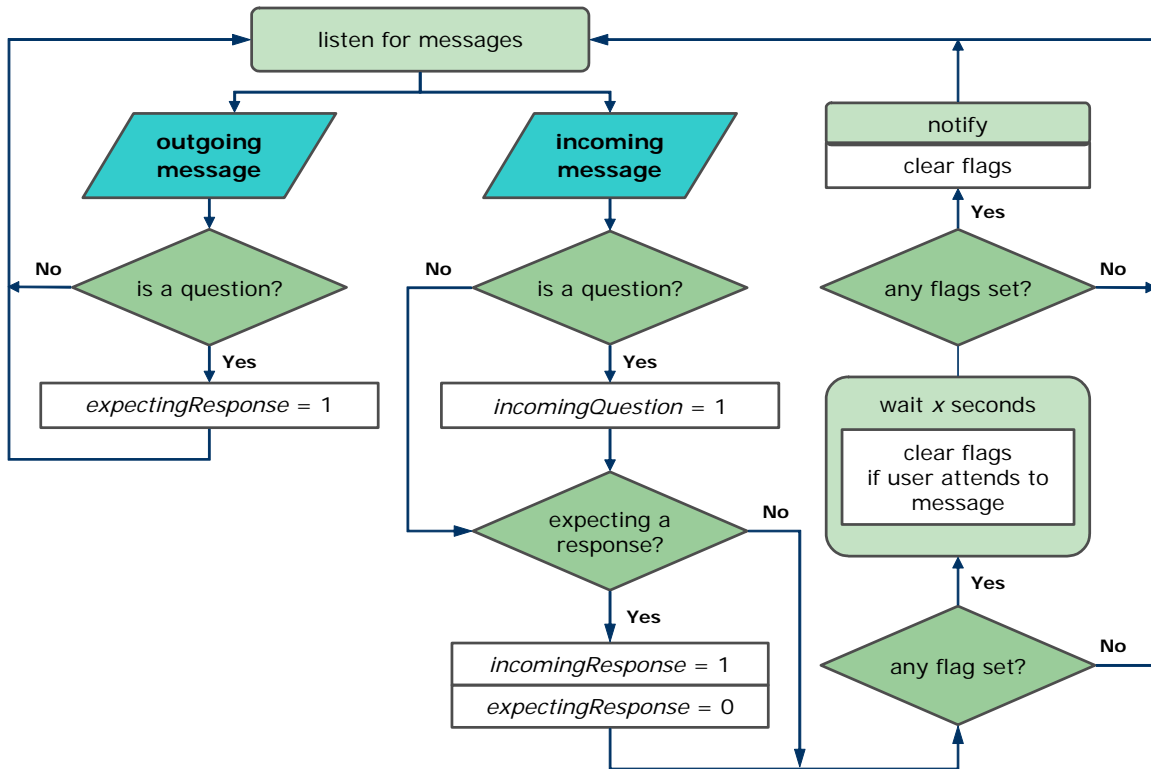 listen for messages
outgoing
message
is a question?
No
Yes
expectingResponse = 1
incoming
message
is a question?
No
Yes
incomingQuestion = 1
expecting a
response?
No
Yes
incomingResponse = 1
expectingResponse = 0
any flag set?
No
Yes
wait x seconds
clear flags
if user attends to
message
any flags set?
No
Yes
notify
clear flags